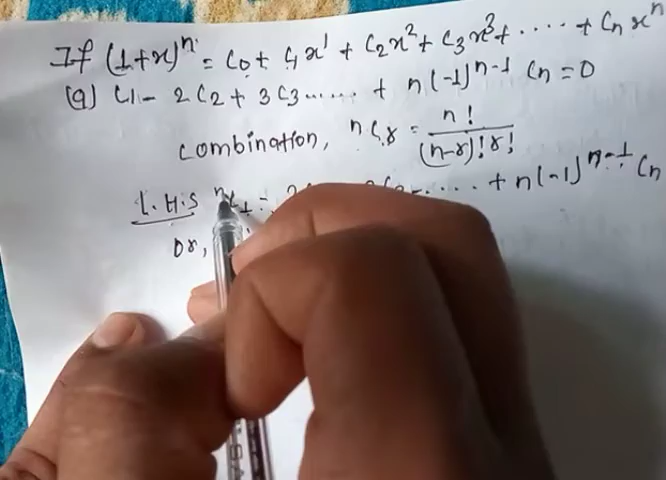 If (1+x)^n = C0 + C1x^1 + C2x^2 + C3x^3 + .... + Cn x^n
(a) C1 - 2C2 + 3C3 ...... + n(-1)^n-1 Cn = 0
combination, nCr = n! / (n-r)! r!
L.H.S nC1 ..... + n(-1)^n-1 Cn
or,